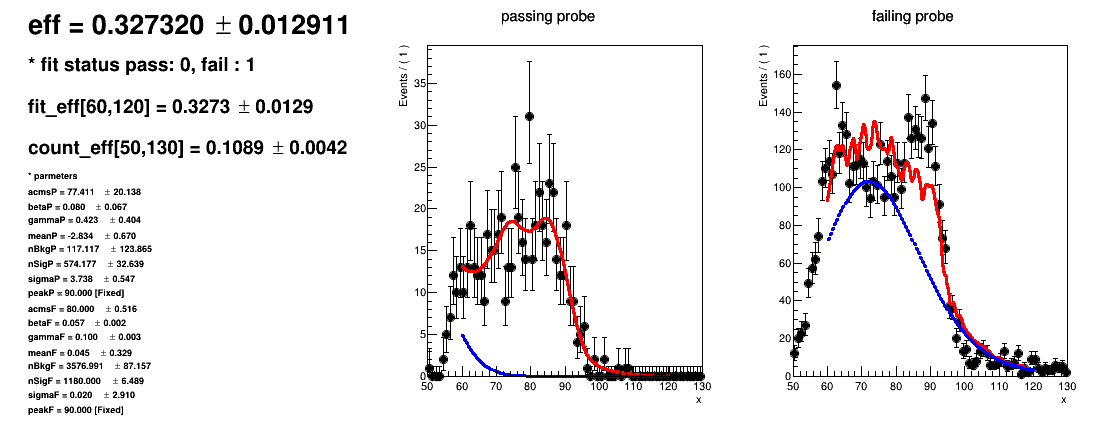 eff = 0.327320 ± 0.012911
* fit status pass: 0, fail : 1
fit_eff[60,120] = 0.3273 ± 0.0129
count_eff[50,130] = 0.1089 ± 0.0042
* parmeters
acmsP = 77.411 ± 20.138
betaP = 0.080 ± 0.067
gammaP = 0.423 ± 0.404
meanP = -2.834 ± 0.670
nBkgP = 117.117 ± 123.865
nSigP = 574.177 ± 32.639
sigmaP = 3.738 ± 0.547
peakP = 90.000 [Fixed]
acmsF = 80.000 ± 0.516
betaF = 0.057 ± 0.002
gammaF = 0.100 ± 0.003
meanF = 0.045 ± 0.329
nBkgF = 3576.991 ± 87.157
nSigF = 1180.000 ± 6.489
sigmaF = 0.020 ± 2.910
peakF = 90.000 [Fixed]
passing probe
Events / ( 1 )
35
30
25
20
15
10
5
0
50 60 70 80 90 100 110 120 130
x
failing probe
Events / ( 1 )
160
140
120
100
80
60
40
20
0
50 60 70 80 90 100 110 120 130
x